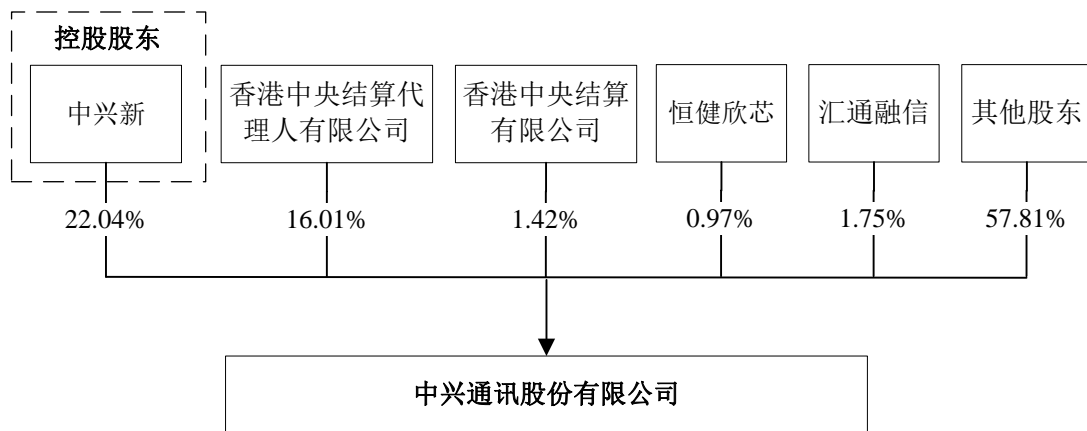 控股股东
中兴新
香港中央结算代
理人有限公司
香港中央结算
有限公司
恒健欣芯
汇通融信
其他股东
22.04%
16.01%
1.42%
0.97%
1.75%
57.81%
中兴通讯股份有限公司